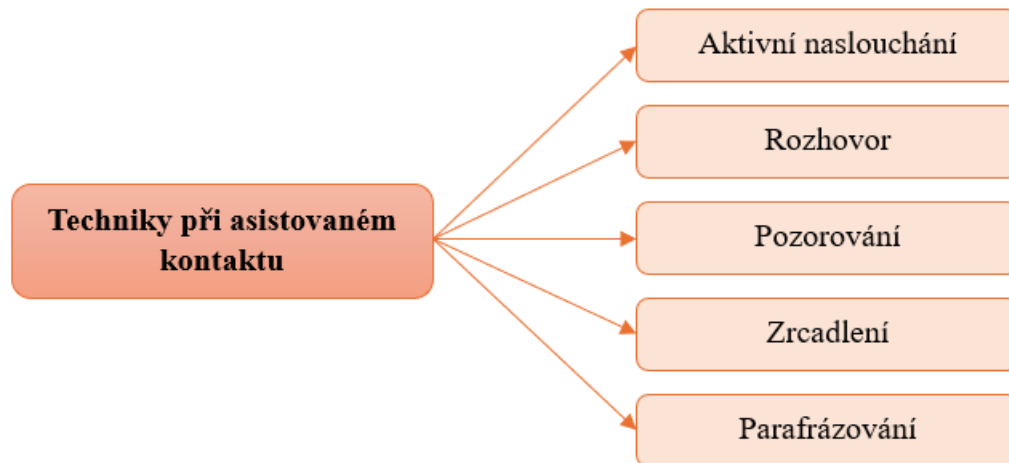 Techniky při asistovaném
kontaktu
Aktivní naslouchání
Rozhovor
Pozorování
Zrcadlení
Parafrázování